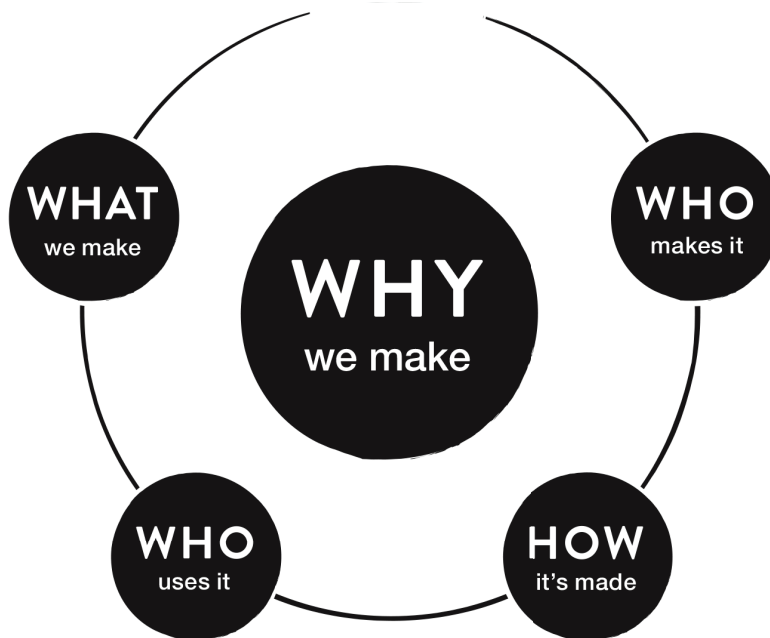 WHAT
we make
WHO
makes it
WHY
we make
WHO
uses it
HOW
it's made